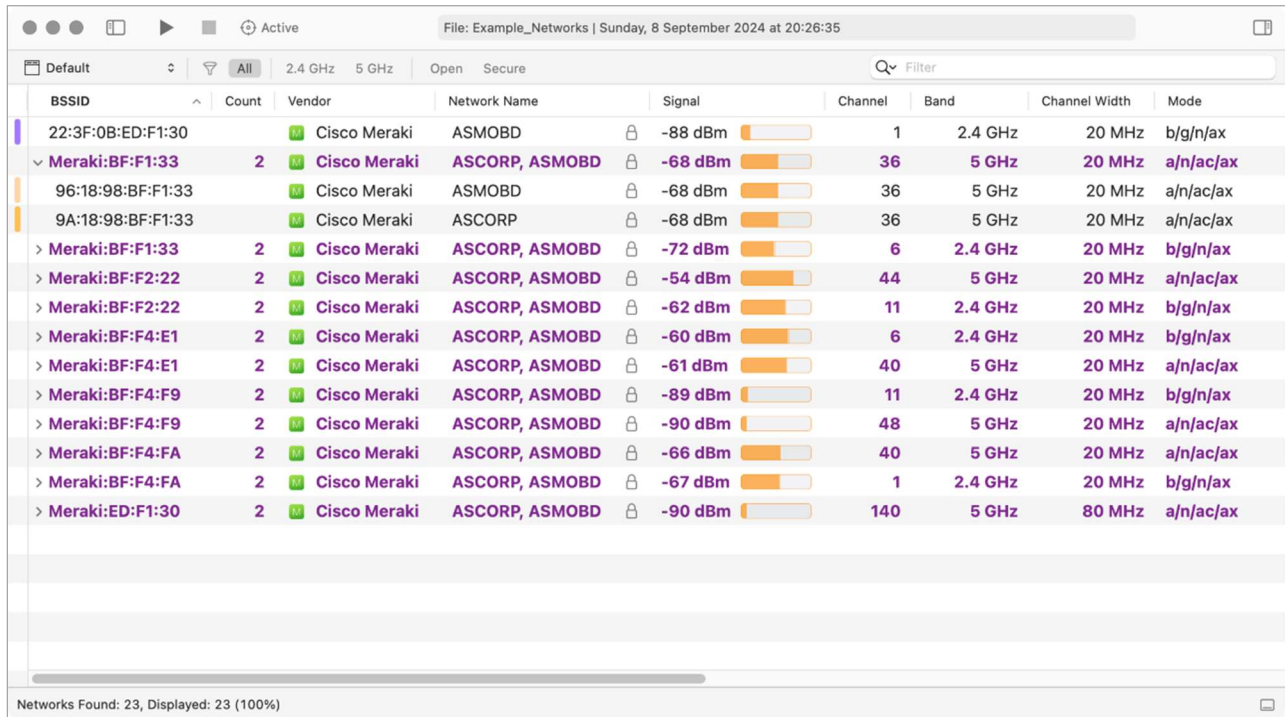 Active File: Example_Networks | Sunday, 8 September 2024 at 20:26:35
Default All 2.4 GHz 5 GHz Open Secure Filter
BSSID Count Vendor Network Name Signal Channel Band Channel Width Mode
22:3F:0B:ED:F1:30 M Cisco Meraki ASMOBD -88 dBm 1 2.4 GHz 20 MHz b/g/n/ax
Meraki:BF:F1:33 2 M Cisco Meraki ASCORP, ASMOBD -68 dBm 36 5 GHz 20 MHz a/n/ac/ax
96:18:98:BF:F1:33 M Cisco Meraki ASMOBD -68 dBm 36 5 GHz 20 MHz a/n/ac/ax
9A:18:98:BF:F1:33 M Cisco Meraki ASCORP -68 dBm 36 5 GHz 20 MHz a/n/ac/ax
Meraki:BF:F1:33 2 M Cisco Meraki ASCORP, ASMOBD -72 dBm 6 2.4 GHz 20 MHz b/g/n/ax
Meraki:BF:F2:22 2 M Cisco Meraki ASCORP, ASMOBD -54 dBm 44 5 GHz 20 MHz a/n/ac/ax
Meraki:BF:F2:22 2 M Cisco Meraki ASCORP, ASMOBD -62 dBm 11 2.4 GHz 20 MHz b/g/n/ax
Meraki:BF:F4:E1 2 M Cisco Meraki ASCORP, ASMOBD -60 dBm 6 2.4 GHz 20 MHz b/g/n/ax
Meraki:BF:F4:E1 2 M Cisco Meraki ASCORP, ASMOBD -61 dBm 40 5 GHz 20 MHz a/n/ac/ax
Meraki:BF:F4:F9 2 M Cisco Meraki ASCORP, ASMOBD -89 dBm 11 2.4 GHz 20 MHz b/g/n/ax
Meraki:BF:F4:F9 2 M Cisco Meraki ASCORP, ASMOBD -90 dBm 48 5 GHz 20 MHz a/n/ac/ax
Meraki:BF:F4:FA 2 M Cisco Meraki ASCORP, ASMOBD -66 dBm 40 5 GHz 20 MHz a/n/ac/ax
Meraki:BF:F4:FA 2 M Cisco Meraki ASCORP, ASMOBD -67 dBm 1 2.4 GHz 20 MHz b/g/n/ax
Meraki:ED:F1:30 2 M Cisco Meraki ASCORP, ASMOBD -90 dBm 140 5 GHz 80 MHz a/n/ac/ax
Networks Found: 23, Displayed: 23 (100%)